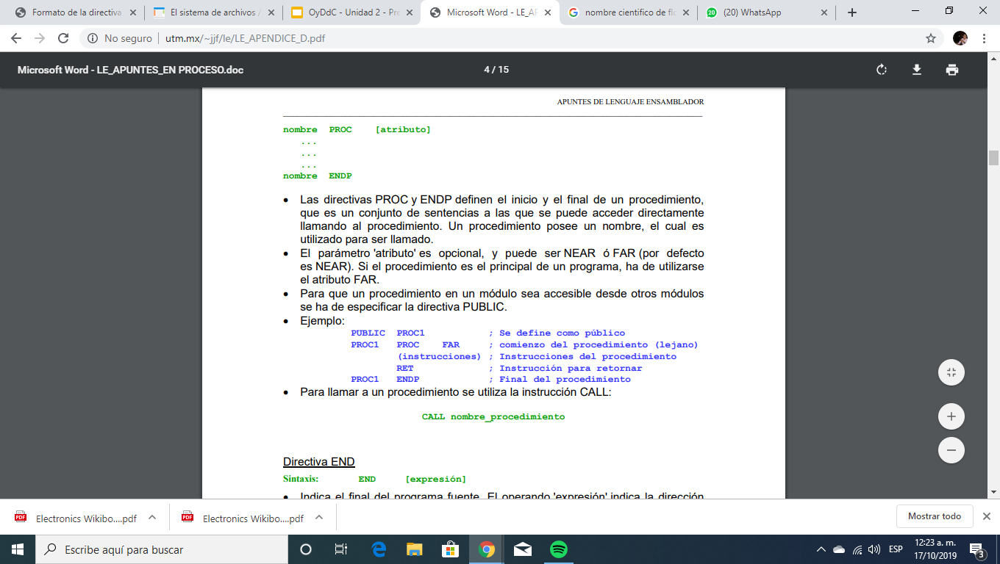 Formato de la directiva
El sistema de archivos
OyDdC - Unidad 2 - Pre
Microsoft Word - LE_AP
nombre cientifico de flo
(20) WhatsApp
No seguro | utm.mx/~jjf/le/LE_APENDICE_D.pdf
Microsoft Word - LE_APUNTES_EN PROCESO.doc
4 / 15
APUNTES DE LENGUAJE ENSAMBLADOR
nombre PROC [atributo]
...
...
...
nombre ENDP
• Las directivas PROC y ENDP definen el inicio y el final de un procedimiento,
que es un conjunto de sentencias a las que se puede acceder directamente
llamando al procedimiento. Un procedimiento posee un nombre, el cual es
utilizado para ser llamado.
• El parámetro 'atributo' es opcional, y puede ser NEAR ó FAR (por defecto
es NEAR). Si el procedimiento es el principal de un programa, ha de utilizarse
el atributo FAR.
• Para que un procedimiento en un módulo sea accesible desde otros módulos
se ha de especificar la directiva PUBLIC.
• Ejemplo:
PUBLIC PROC1 ; Se define como público
PROC1 PROC FAR ; comienzo del procedimiento (lejano)
(instrucciones) ; Instrucciones del procedimiento
RET ; Instrucción para retornar
PROC1 ENDP ; Final del procedimiento
• Para llamar a un procedimiento se utiliza la instrucción CALL:
CALL nombre_procedimiento
Directiva END
Sintaxis: END [expresión]
• Indica el final del programa fuente. El operando 'expresión' indica la dirección
Electronics Wikibo....pdf
Electronics Wikibo....pdf
Mostrar todo
Escribe aquí para buscar
ESP
12:23 a. m.
17/10/2019
3